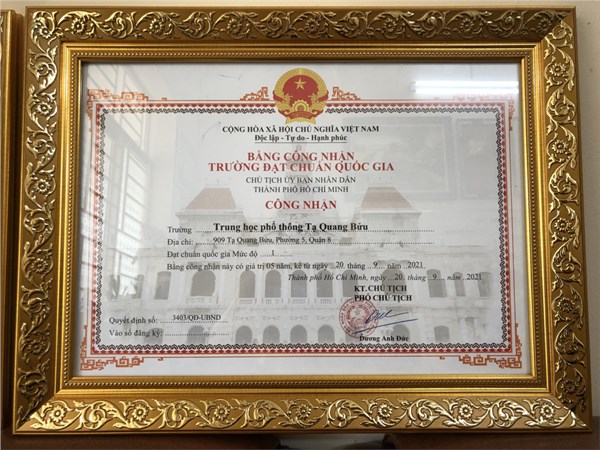 CỘNG HÒA XÃ HỘI CHỦ NGHĨA VIỆT NAM
Độc lập - Tự do - Hạnh phúc
BẰNG CÔNG NHẬN
TRƯỜNG ĐẠT CHUẨN QUỐC GIA
CHỦ TỊCH ỦY BAN NHÂN DÂN
THÀNH PHỐ HỒ CHÍ MINH
CÔNG NHẬN
Trường Trung học phổ thông Tạ Quang Bửu
Địa chỉ: 909 Tạ Quang Bửu, Phường 5, Quận 8
Đạt chuẩn quốc gia Mức độ 1
Bằng công nhận này có giá trị 05 năm, kể từ ngày 20 tháng 9 năm 2021
Thành phố Hồ Chí Minh, ngày 20 tháng 9 năm 2021
KT. CHỦ TỊCH
PHÓ CHỦ TỊCH
Quyết định số: 3403/QĐ-UBND
Vào sổ đăng ký:
Dương Anh Đức